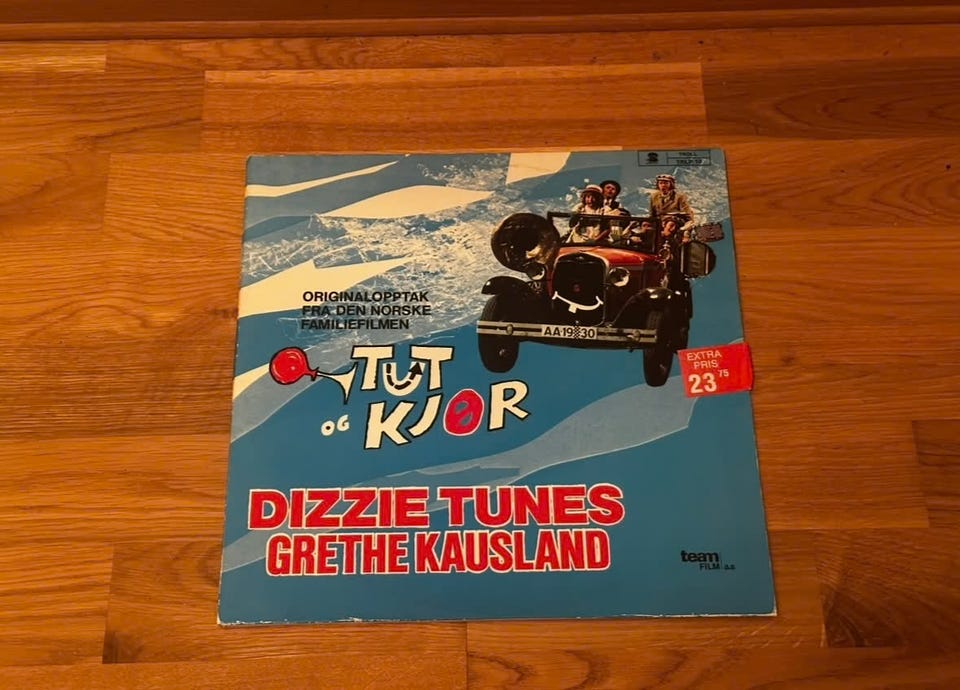 TROLL
ORIGINALOPPTAK
FRA DEN NORSKE
FAMILIEFILMEN
TUT
OG KJØR
AA-19 30
EXTRA
PRIS
23 75
DIZZIE TUNES
GRETHE KAUSLAND
team
FILM a.s